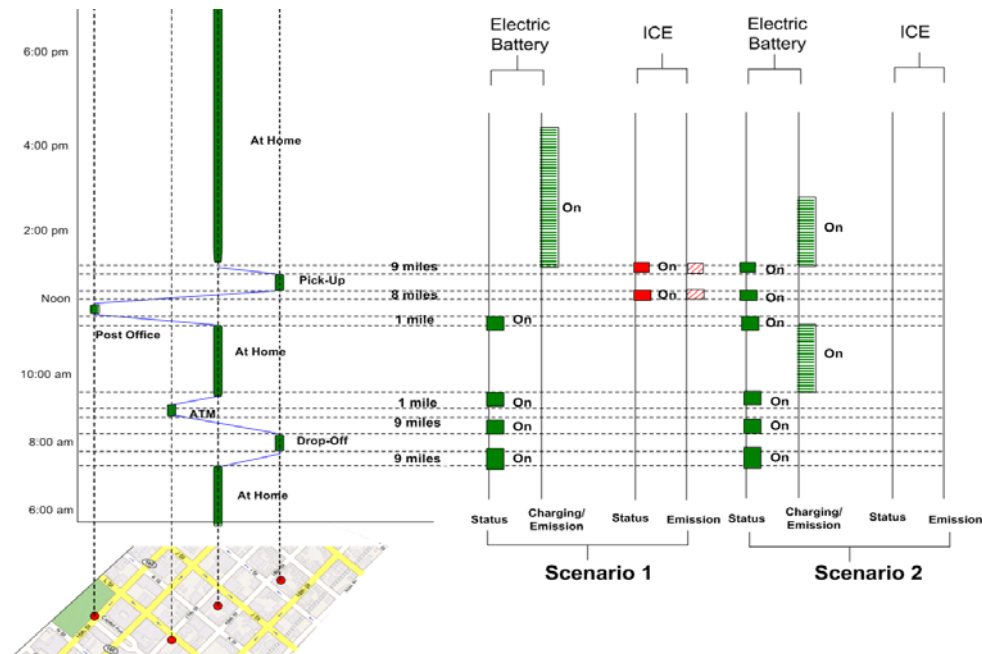 Electric
Battery
ICE
Electric
Battery
ICE
6:00 pm
4:00 pm
At Home
On
2:00 pm
On
9 miles
On
On
Pick-Up
Noon
8 miles
On
On
1 mile
On
On
Post Office
At Home
On
10:00 am
1 mile
On
On
ATM
9 miles
On
On
8:00 am
Drop-Off
9 miles
On
On
At Home
6:00 am
Status
Charging/
Emission
Status
Emission
Status
Charging/
Emission
Status
Emission
Scenario 1
Scenario 2